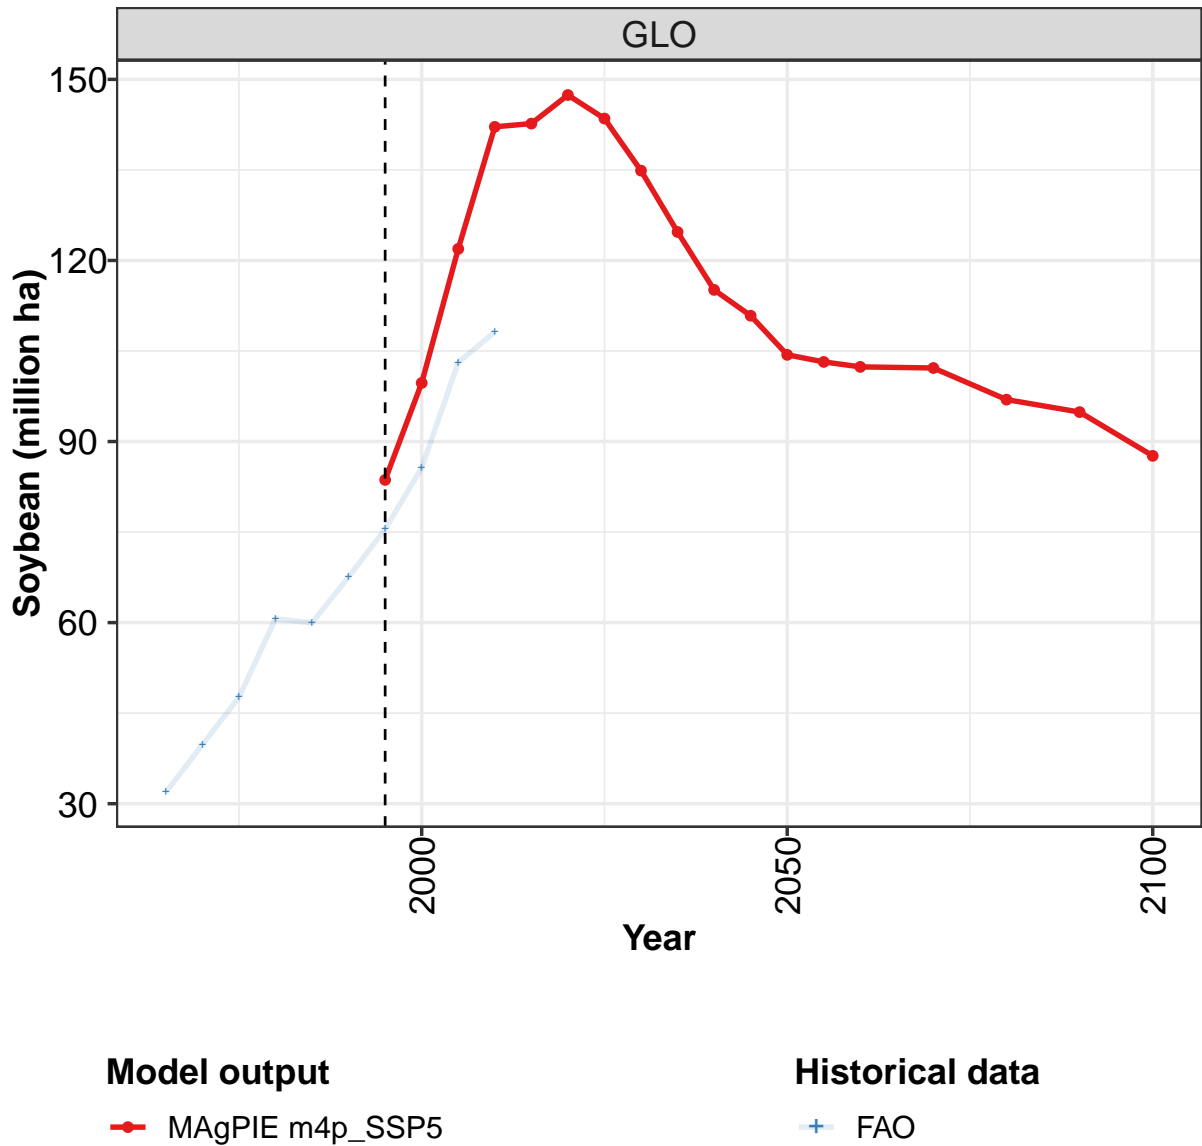 GLO
150
120
90
60
30
Soybean (million ha)
2000
2050
2100
Year
Model output
MAgPIE m4p_SSP5
Historical data
FAO